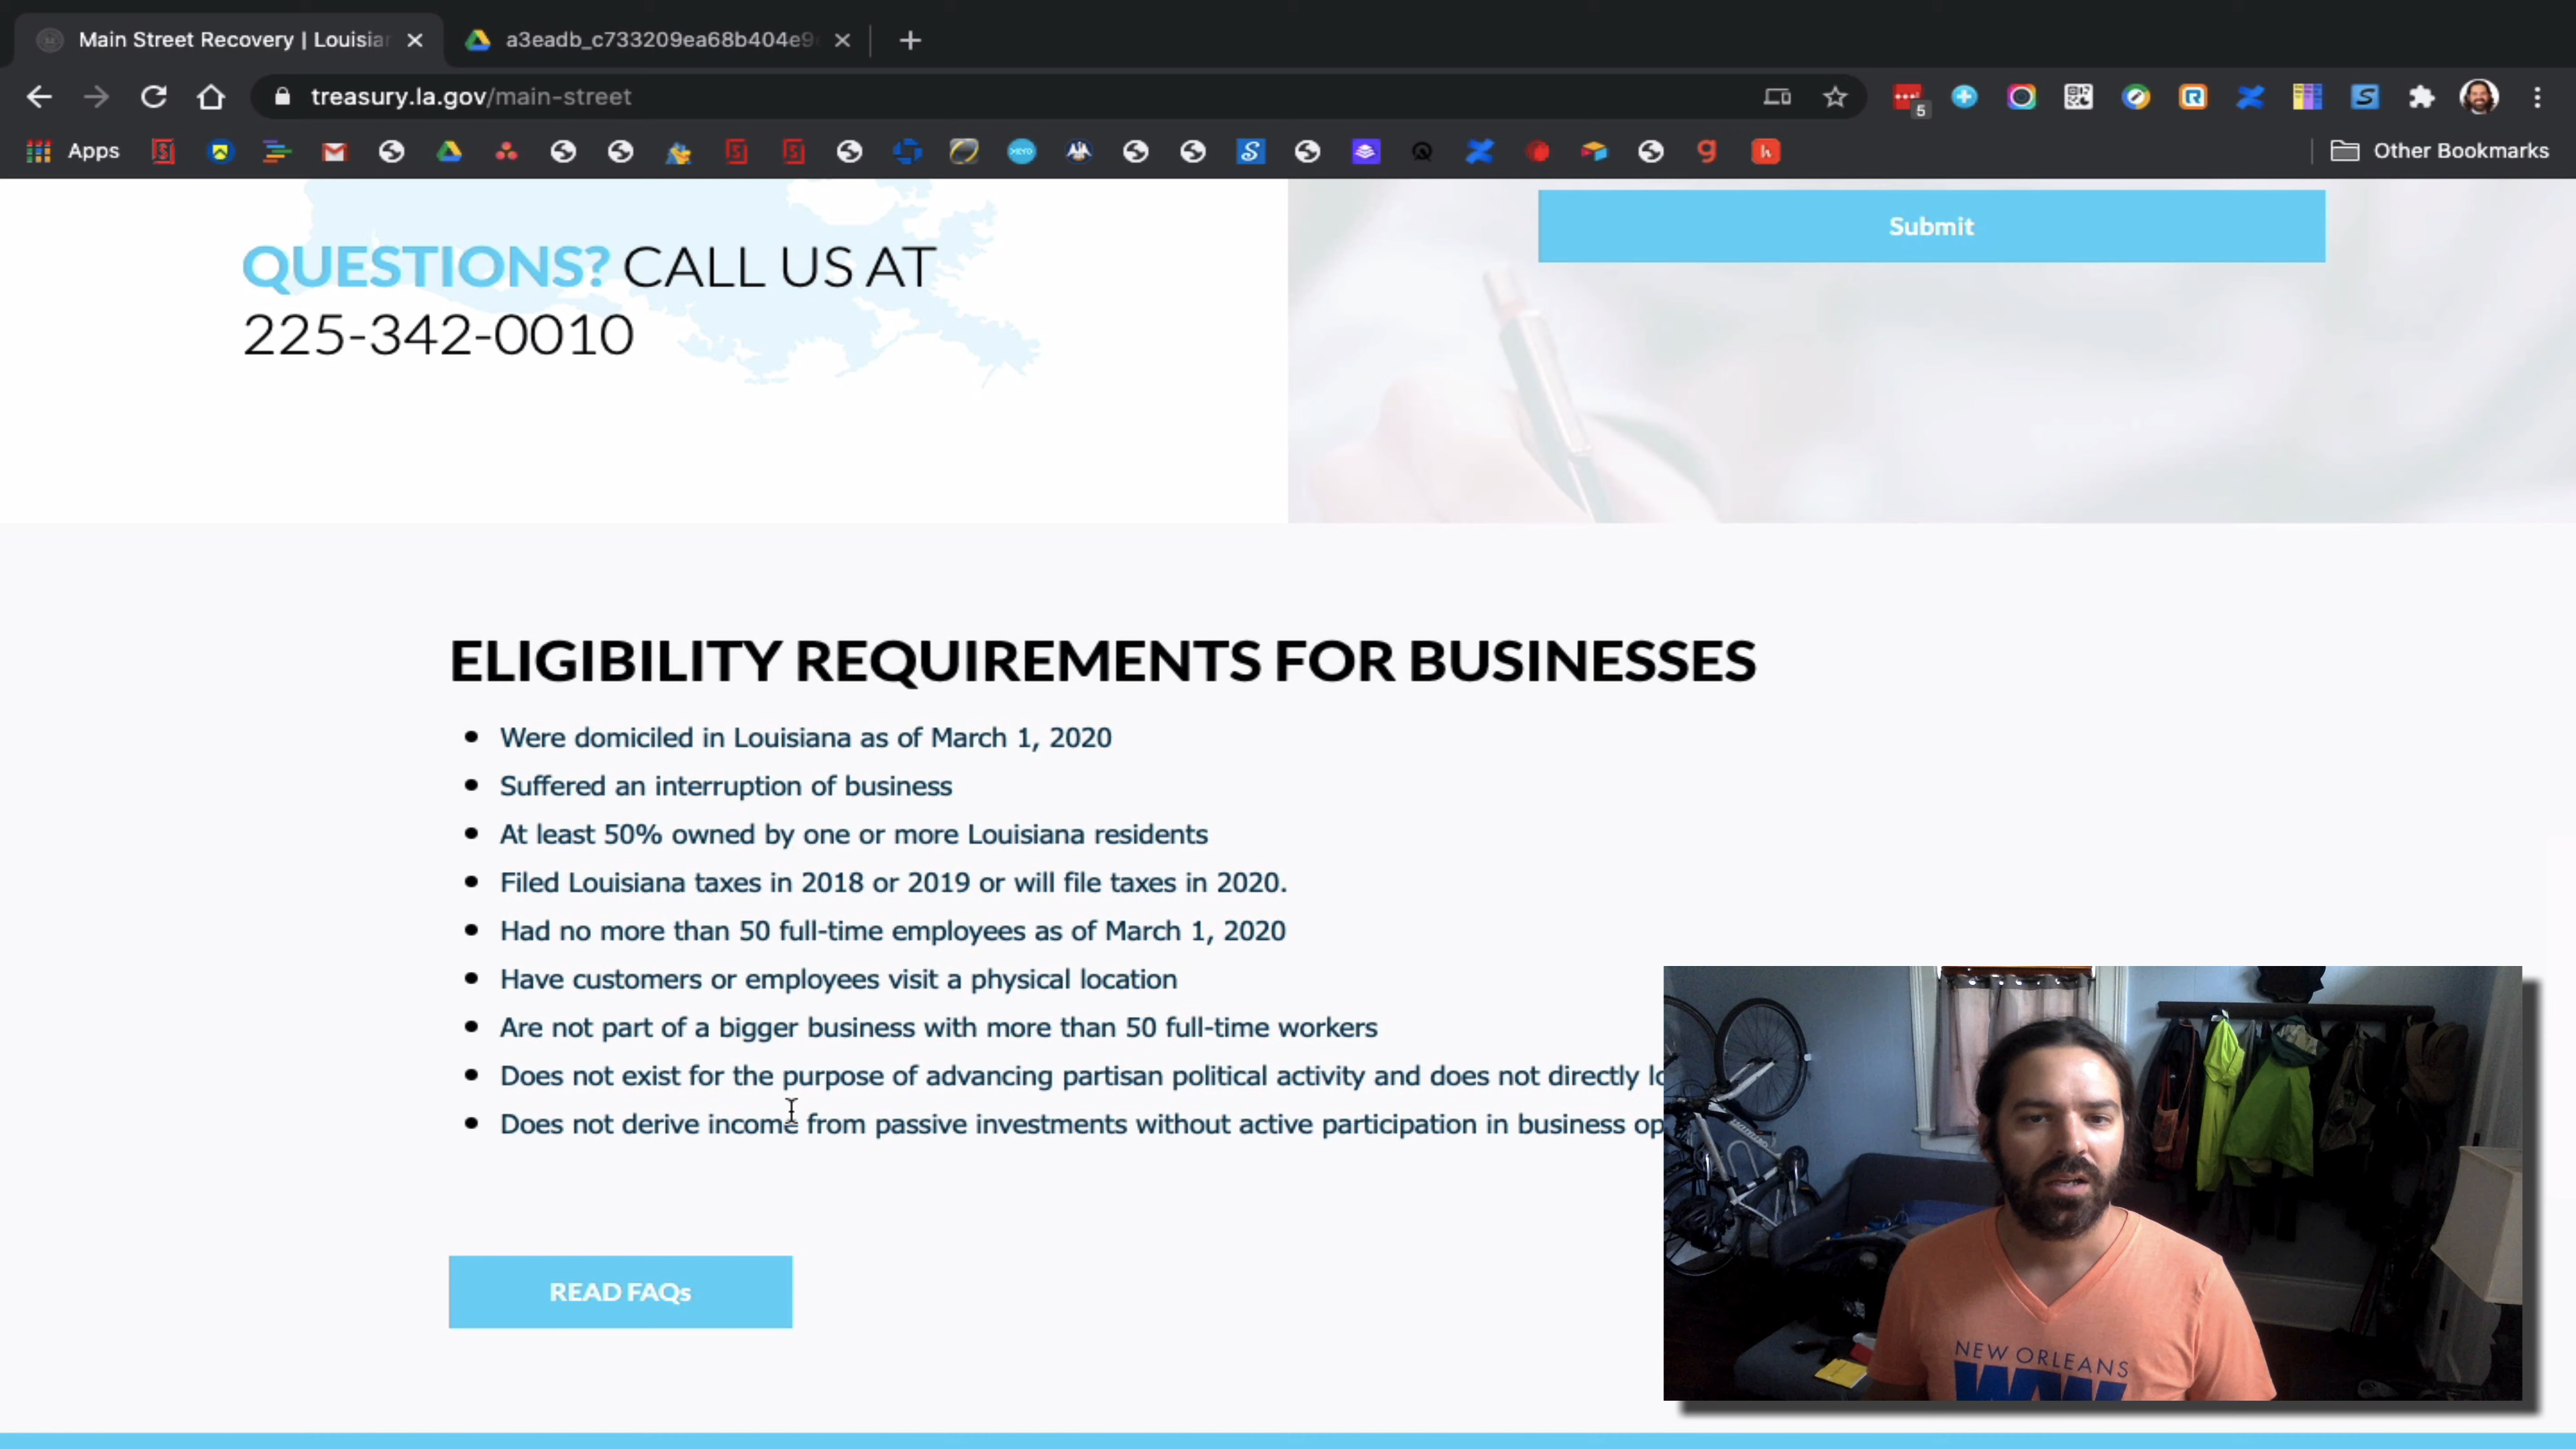 Main Street Recovery | Louisia
a3eadb_c733209ea68b404e9
treasury.la.gov/main-street
5
Apps
xero
Other Bookmarks
QUESTIONS? CALL US AT
225-342-0010
Submit
ELIGIBILITY REQUIREMENTS FOR BUSINESSES
• Were domiciled in Louisiana as of March 1, 2020
• Suffered an interruption of business
• At least 50% owned by one or more Louisiana residents
• Filed Louisiana taxes in 2018 or 2019 or will file taxes in 2020.
• Had no more than 50 full-time employees as of March 1, 2020
• Have customers or employees visit a physical location
• Are not part of a bigger business with more than 50 full-time workers
• Does not exist for the purpose of advancing partisan political activity and does not directly lo
• Does not derive income from passive investments without active participation in business op
READ FAQs
NEW ORLEANS